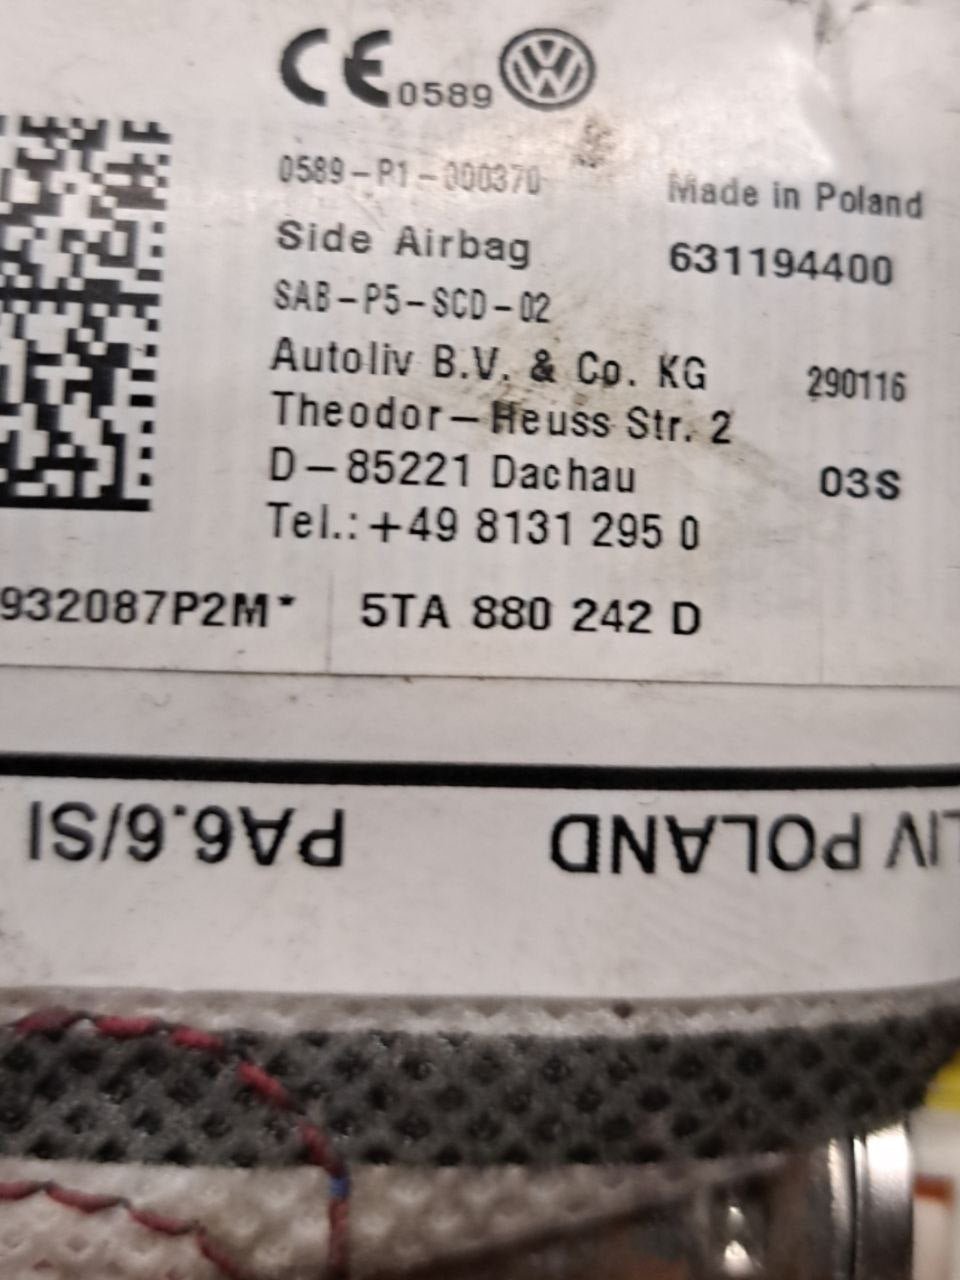 CE 0589
0589-P1-000370
Made in Poland
Side Airbag
631194400
SAB-P5-SCD-02
Autoliv B.V. & Co. KG
290116
Theodor-Heuss Str. 2
D-85221 Dachau
03S
Tel.: +49 8131 295 0
932087P2M* 5TA 880 242 D
LIV POLAND PA6.6/SI